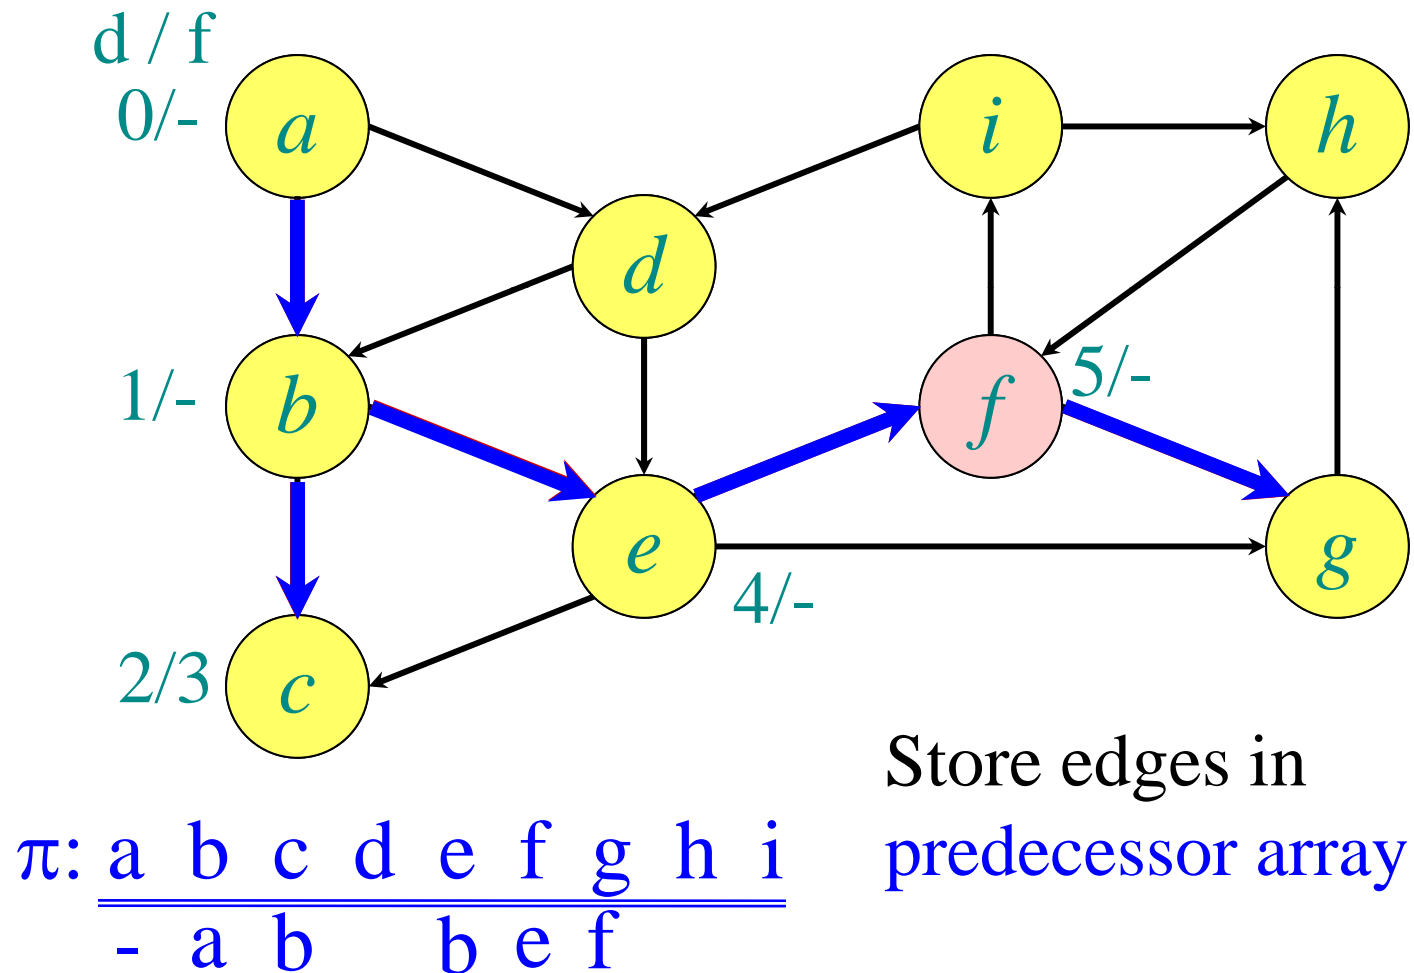 d / f
0/-
a
i
h
d
1/-
b
f
5/-
e
4/-
g
2/3
c
Store edges in
predecessor array
π: a b c d e f g h i
- a b b e f